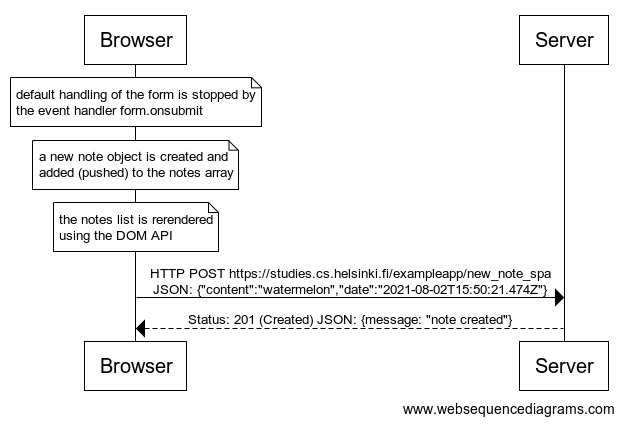 Browser
Server
default handling of the form is stopped by
the event handler form.onsubmit
a new note object is created and
added (pushed) to the notes array
the notes list is rerendered
using the DOM API
HTTP POST https://studies.cs.helsinki.fi/exampleapp/new_note_spa
JSON: {"content":"watermelon","date":"2021-08-02T15:50:21.474Z"}
Status: 201 (Created) JSON: {message: "note created"}
Browser
Server
www.websequencediagrams.com